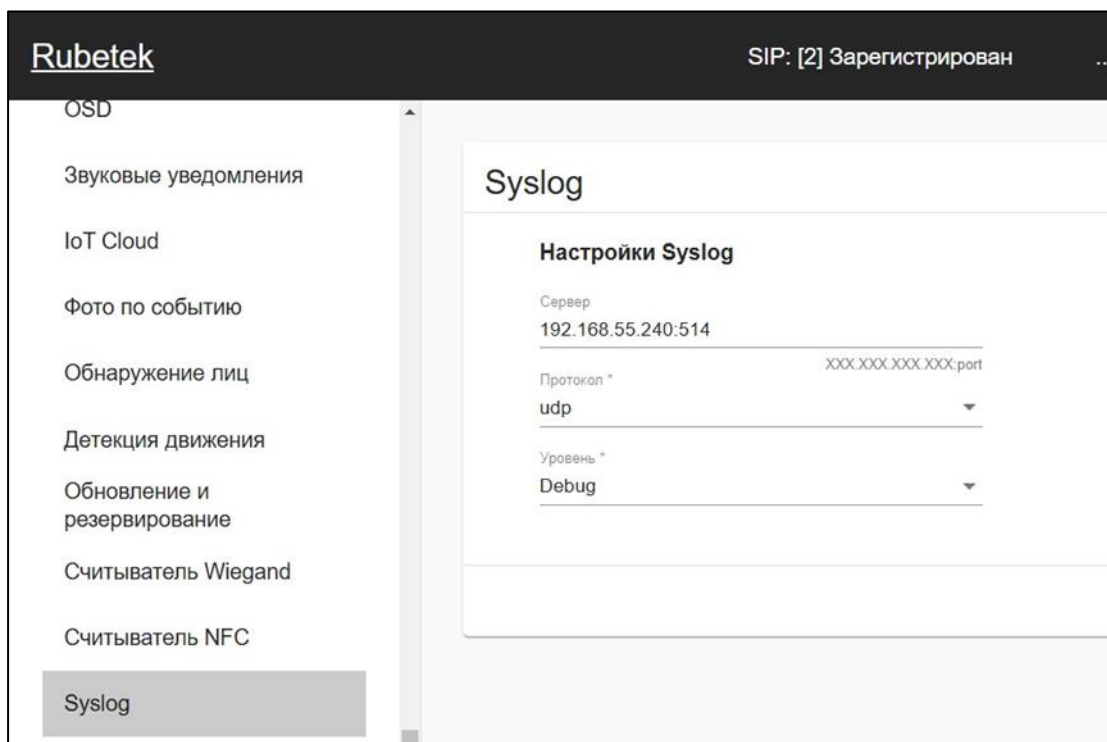 Rubetek
SIP: [2] Зарегистрирован
..
OSD
Звуковые уведомления
IoT Cloud
Фото по событию
Обнаружение лиц
Детекция движения
Обновление и
резервирование
Считыватель Wiegand
Считыватель NFC
Syslog
Syslog
Настройки Syslog
Сервер
192.168.55.240:514
XXX.XXX.XXX.XXX:port
Протокол *
udp
Уровень *
Debug